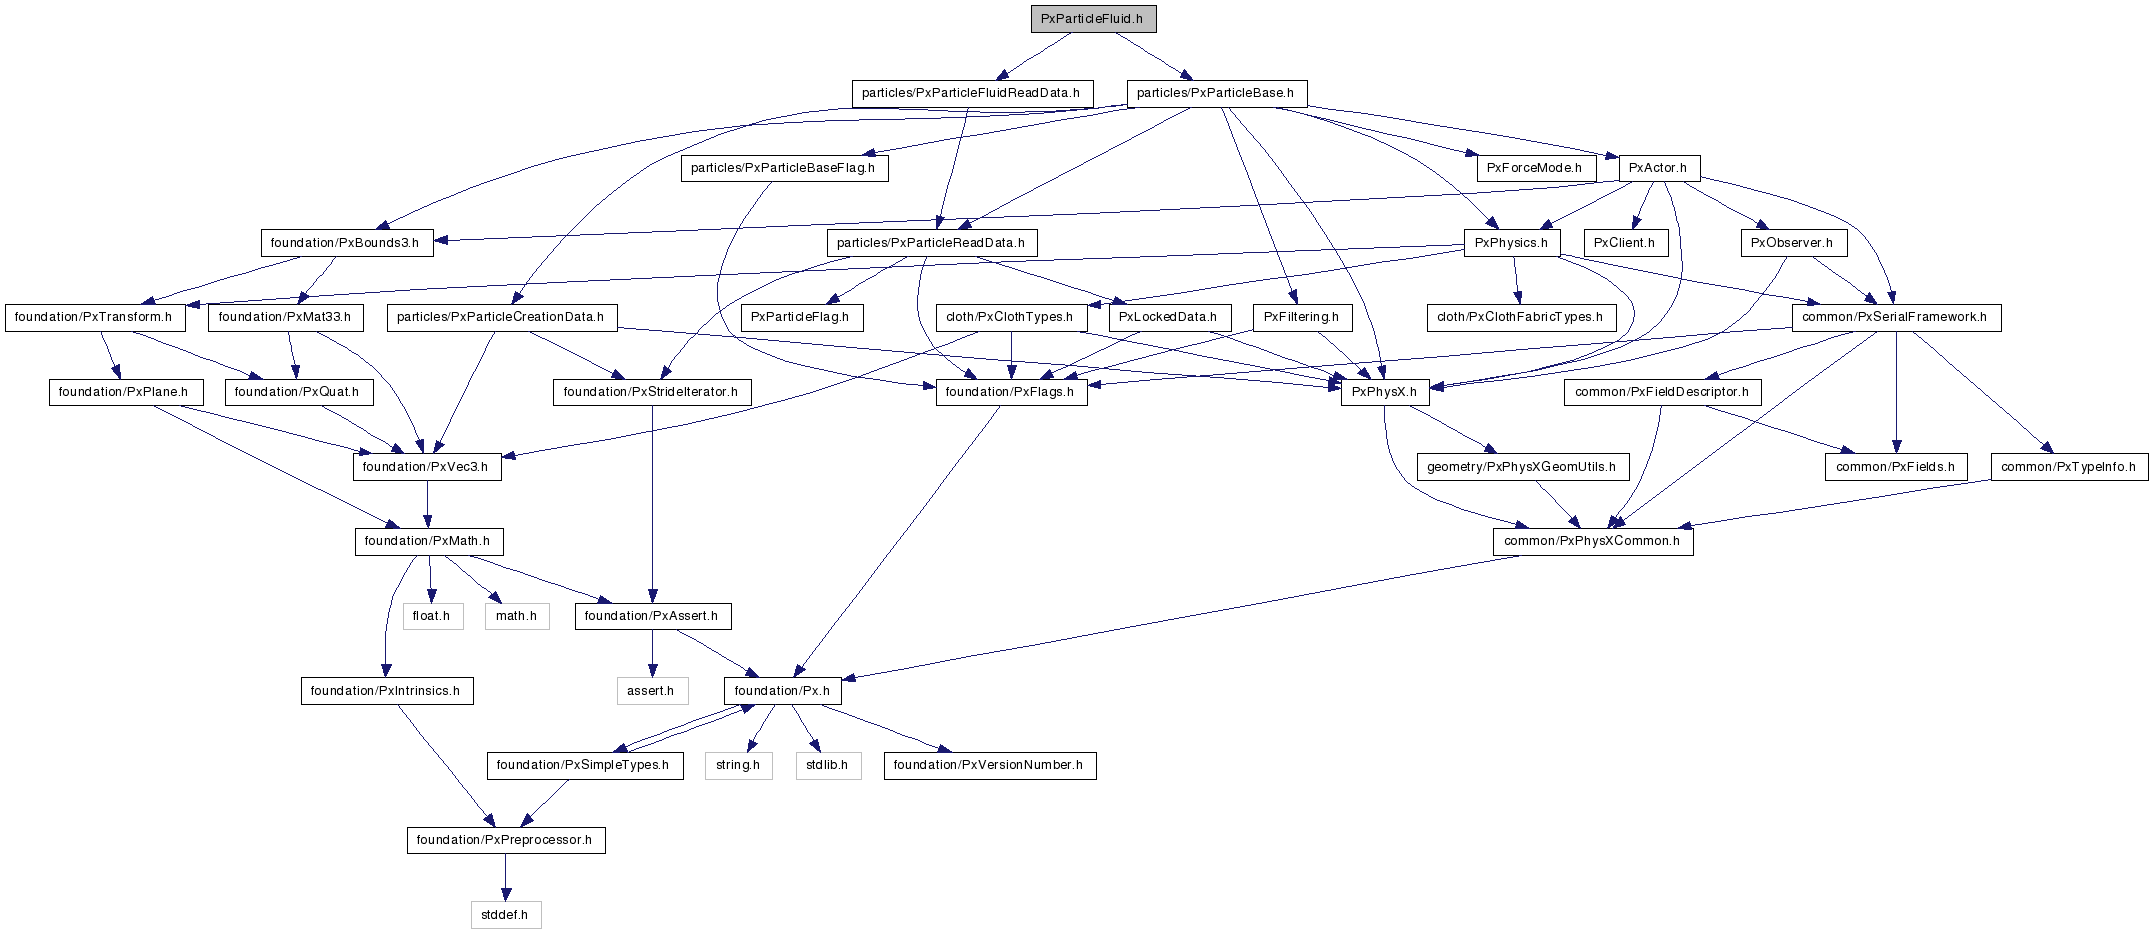 PxParticleFluid.h
particles/PxParticleFluidReadData.h
particles/PxParticleBase.h
particles/PxParticleBaseFlag.h
PxForceMode.h
PxActor.h
foundation/PxBounds3.h
particles/PxParticleReadData.h
PxPhysics.h
PxClient.h
PxObserver.h
foundation/PxTransform.h
foundation/PxMat33.h
particles/PxParticleCreationData.h
PxParticleFlag.h
cloth/PxClothTypes.h
PxLockedData.h
PxFiltering.h
cloth/PxClothFabricTypes.h
common/PxSerialFramework.h
foundation/PxPlane.h
foundation/PxQuat.h
foundation/PxStrideIterator.h
foundation/PxFlags.h
PxPhysX.h
common/PxFieldDescriptor.h
foundation/PxVec3.h
geometry/PxPhysXGeomUtils.h
common/PxFields.h
common/PxTypeInfo.h
foundation/PxMath.h
common/PxPhysXCommon.h
float.h
math.h
foundation/PxAssert.h
foundation/PxIntrinsics.h
assert.h
foundation/Px.h
foundation/PxSimpleTypes.h
string.h
stdlib.h
foundation/PxVersionNumber.h
foundation/PxPreprocessor.h
stddef.h